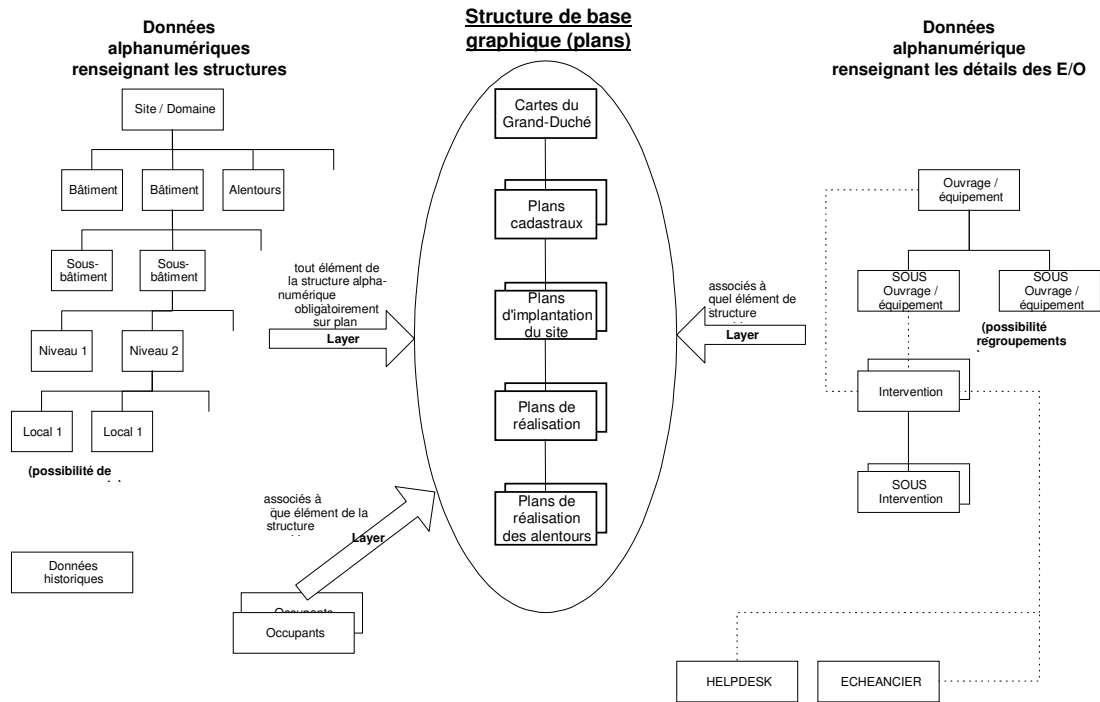 Structure de base
graphique (plans)
Données
alphanumériques
renseignant les structures
Site / Domaine
Bâtiment
Bâtiment
Alentours
Sous-
bâtiment
Sous-
bâtiment
Niveau 1
Niveau 2
Local 1
Local 1
(possibilité de
Données
historiques
tout élément de
la structure alpha-
numérique
obligatoirement
sur plan
Layer
associés à
que élément de la
structure
Layer
Occupants
Occupants
Cartes du
Grand-Duché
Plans
cadastraux
Plans
d'implantation
du site
Plans de
réalisation
Plans de
réalisation
des alentours
Données
alphanumérique
renseignant les détails des E/O
associés à
quel élément de
structure
Layer
Ouvrage /
équipement
SOUS
Ouvrage /
équipement
SOUS
Ouvrage /
équipement
(possibilité
regroupements
Intervention
SOUS
Intervention
HELPDESK
ECHEANCIER